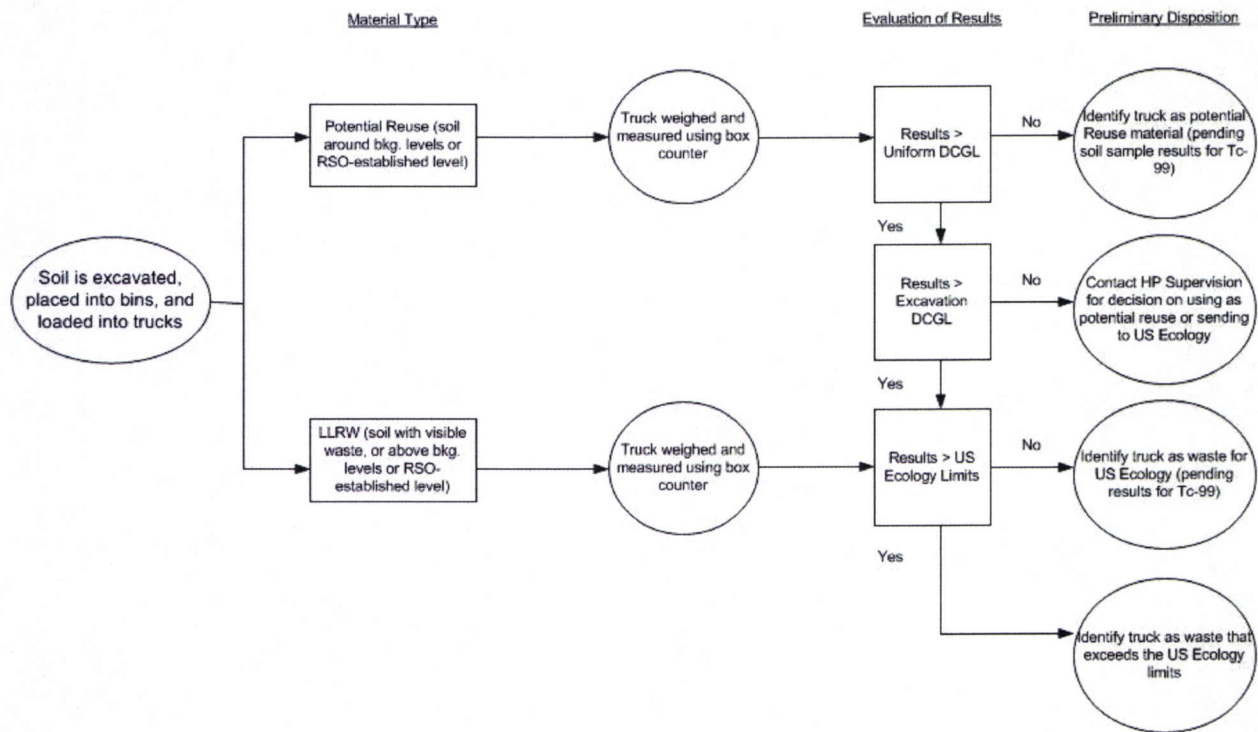 Material Type
Evaluation of Results
Preliminary Disposition
Soil is excavated,
placed into bins, and
loaded into trucks
Potential Reuse (soil
around bkg. levels or
RSO-established level)
Truck weighed and
measured using box
counter
Results >
Uniform DCGL
No
Identify truck as potential
Reuse material (pending
soil sample results for Tc-
99)
Yes
Results >
Excavation
DCGL
No
Contact HP Supervision
for decision on using as
potential reuse or sending
to US Ecology
Yes
LLRW (soil with visible
waste, or above bkg.
levels or RSO-
established level)
Truck weighed and
measured using box
counter
Results > US
Ecology Limits
No
Identify truck as waste for
US Ecology (pending
results for Tc-99)
Yes
Identify truck as waste that
exceeds the US Ecology
limits